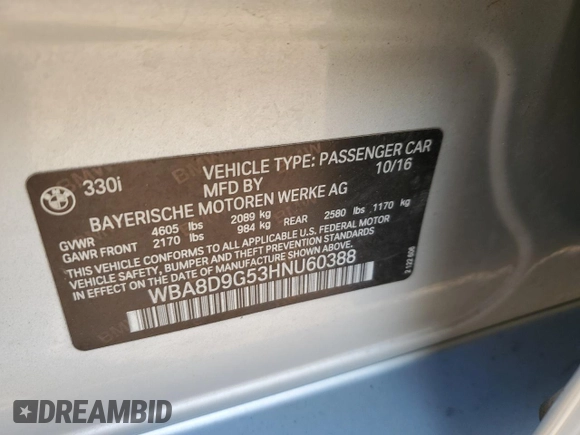 BMW
330i
VEHICLE TYPE: PASSENGER CAR
MFD BY 10/16
BAYERISCHE MOTOREN WERKE AG
GVWR 4605 lbs 2089 kg
GAWR FRONT 2170 lbs 984 kg REAR 2580 lbs 1170 kg
THIS VEHICLE CONFORMS TO ALL APPLICABLE U.S. FEDERAL MOTOR
VEHICLE SAFETY, BUMPER AND THEFT PREVENTION STANDARDS
IN EFFECT ON THE DATE OF MANUFACTURE SHOWN ABOVE.
WBA8D9G53HNU60388
DREAMBID